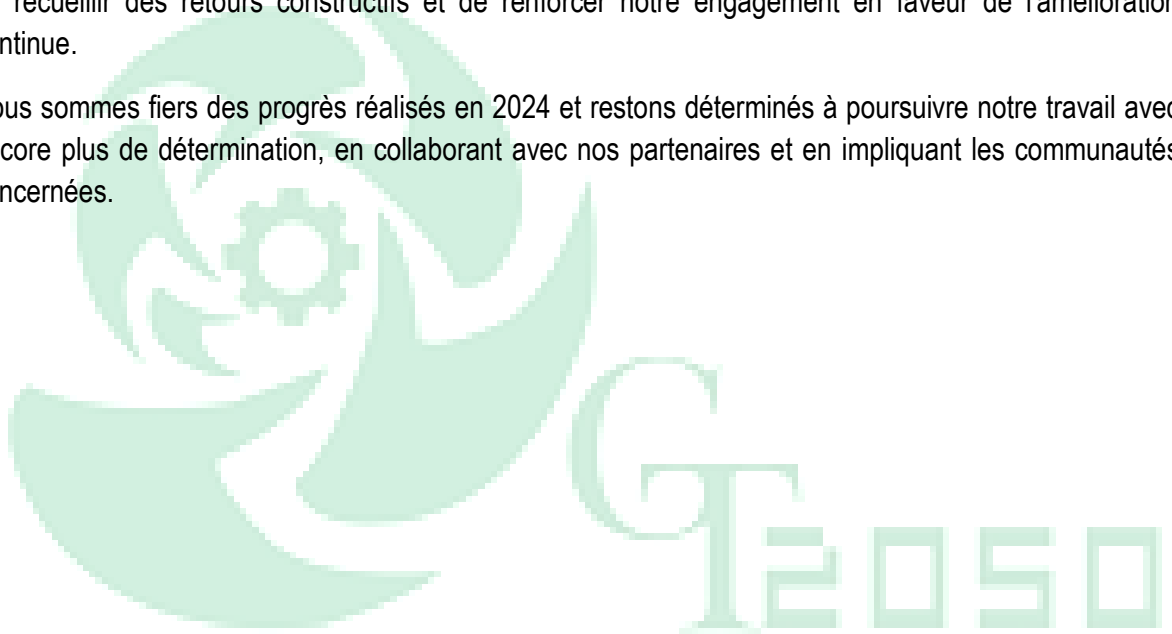 recueillir des retours constructifs et de renforcer notre engagement en faveur de l'amélioration
ntinue.
ous sommes fiers des progrès réalisés en 2024 et restons déterminés à poursuivre notre travail avec
core plus de détermination, en collaborant avec nos partenaires et en impliquant les communautés
ncernées.
GT2050